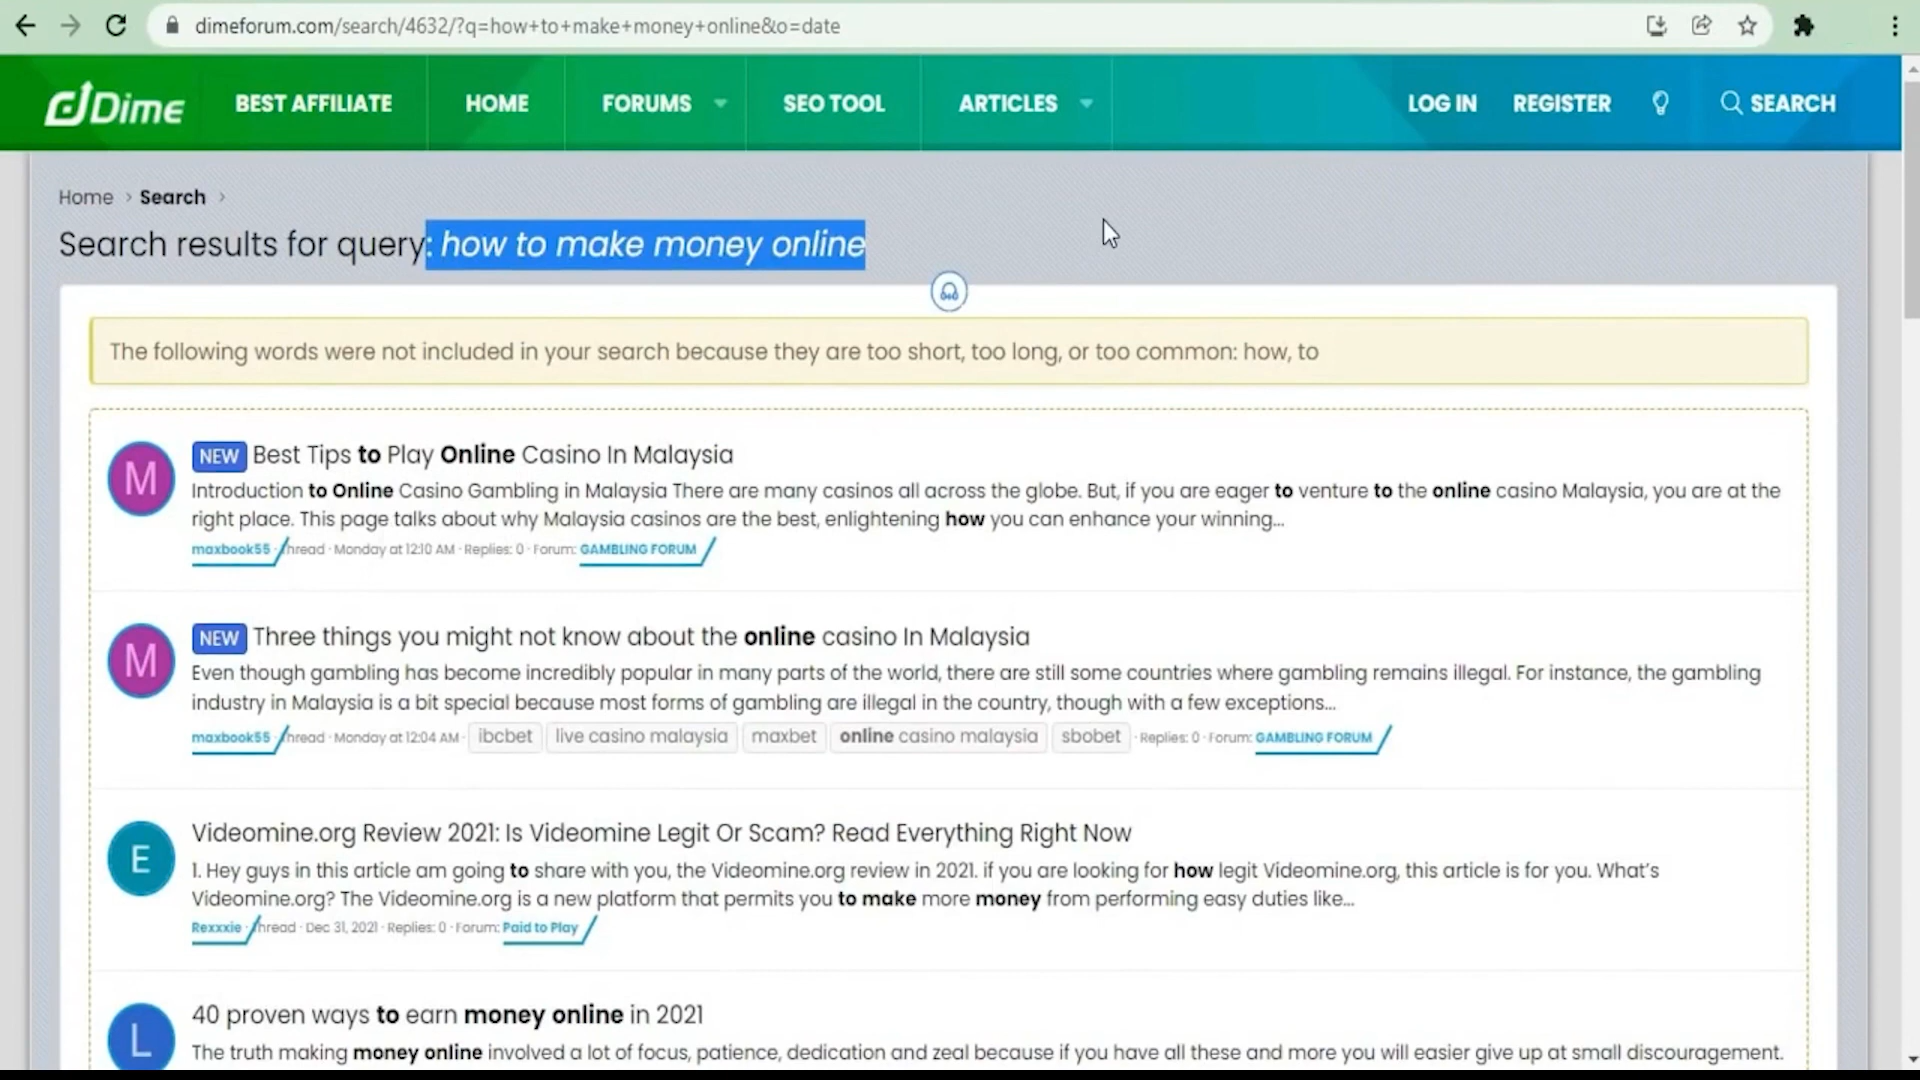 dimeforum.com/search/4632/?q=how+to+make+money+online&o=date
Dime BEST AFFILIATE HOME FORUMS SEO TOOL ARTICLES LOG IN REGISTER SEARCH
Home › Search ›
Search results for query: how to make money online
The following words were not included in your search because they are too short, too long, or too common: how, to
M NEW Best Tips to Play Online Casino In Malaysia
Introduction to Online Casino Gambling in Malaysia There are many casinos all across the globe. But, if you are eager to venture to the online casino Malaysia, you are at the
right place. This page talks about why Malaysia casinos are the best, enlightening how you can enhance your winning...
maxbook55 · Thread · Monday at 12:10 AM · Replies: 0 · Forum: GAMBLING FORUM
M NEW Three things you might not know about the online casino In Malaysia
Even though gambling has become incredibly popular in many parts of the world, there are still some countries where gambling remains illegal. For instance, the gambling
industry in Malaysia is a bit special because most forms of gambling are illegal in the country, though with a few exceptions...
maxbook55 · Thread · Monday at 12:04 AM · ibcbet live casino malaysia maxbet online casino malaysia sbobet · Replies: 0 · Forum: GAMBLING FORUM
E Videomine.org Review 2021: Is Videomine Legit Or Scam? Read Everything Right Now
1. Hey guys in this article am going to share with you, the Videomine.org review in 2021. if you are looking for how legit Videomine.org, this article is for you. What's
Videomine.org? The Videomine.org is a new platform that permits you to make more money from performing easy duties like...
Rexxxie · Thread · Dec 31, 2021 · Replies: 0 · Forum: Paid to Play
L 40 proven ways to earn money online in 2021
The truth making money online involved a lot of focus, patience, dedication and zeal because if you have all these and more you will easier give up at small discouragement.